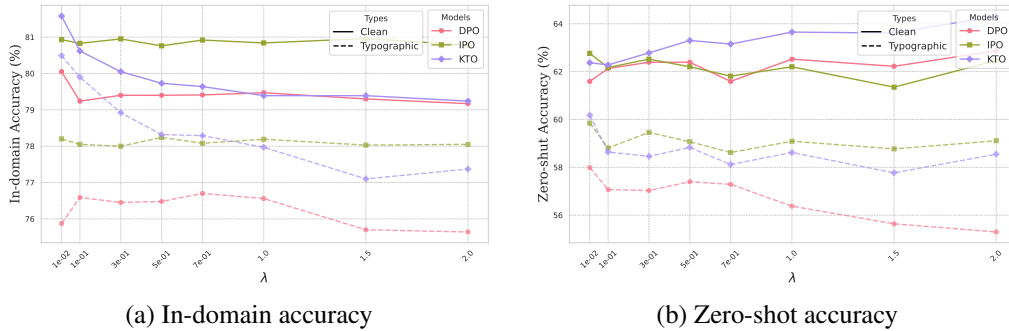 81
80
79
78
77
76
In-domain Accuracy (%)
Types
Clean
Typographic
Models
DPO
IPO
KTO
1e-02
1e-01
3e-01
5e-01
7e-01
1.0
1.5
2.0
λ
(a) In-domain accuracy
64
62
60
58
56
Zero-shut Accuracy (%)
Types
Clean
Typographic
Models
DPO
IPO
KTO
1e-02
1e-01
3e-01
5e-01
7e-01
1.0
1.5
2.0
λ
(b) Zero-shot accuracy